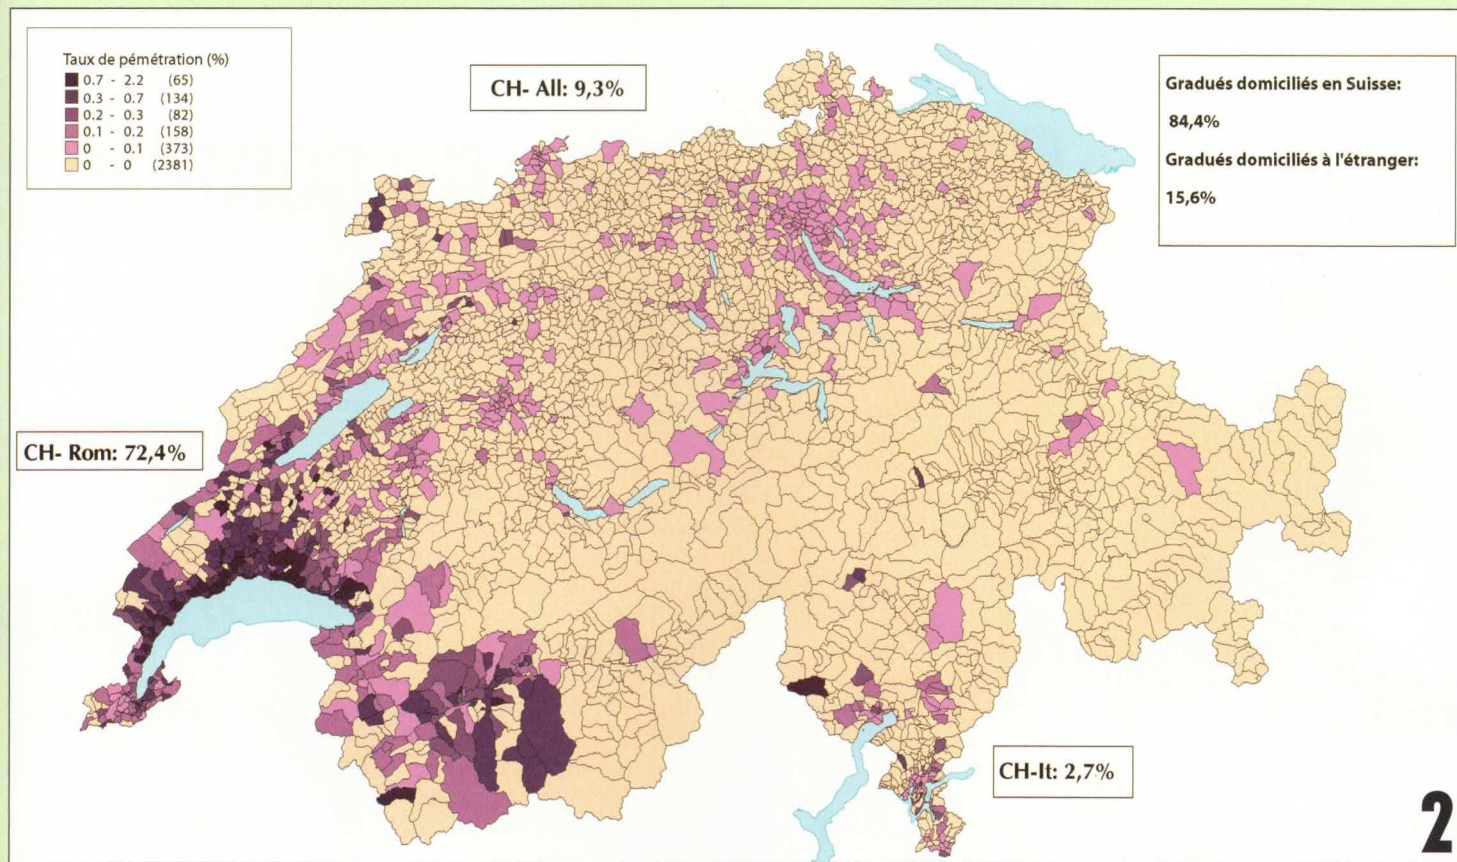 Taux de pémétration (%)
0.7 - 2.2 (65)
0.3 - 0.7 (134)
0.2 - 0.3 (82)
0.1 - 0.2 (158)
0 - 0.1 (373)
0 - 0 (2381)
CH- All: 9,3%
Gradués domiciliés en Suisse:
84,4%
Gradués domiciliés à l'étranger:
15,6%
CH- Rom: 72,4%
CH-It: 2,7%
2